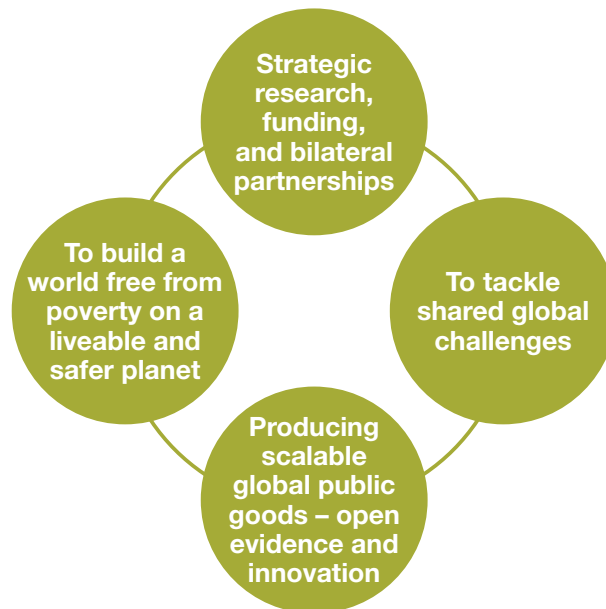 Strategic
research,
funding,
and bilateral
partnerships
To tackle
shared global
challenges
Producing
scalable
global public
goods – open
evidence and
innovation
To build a
world free from
poverty on a
liveable and
safer planet